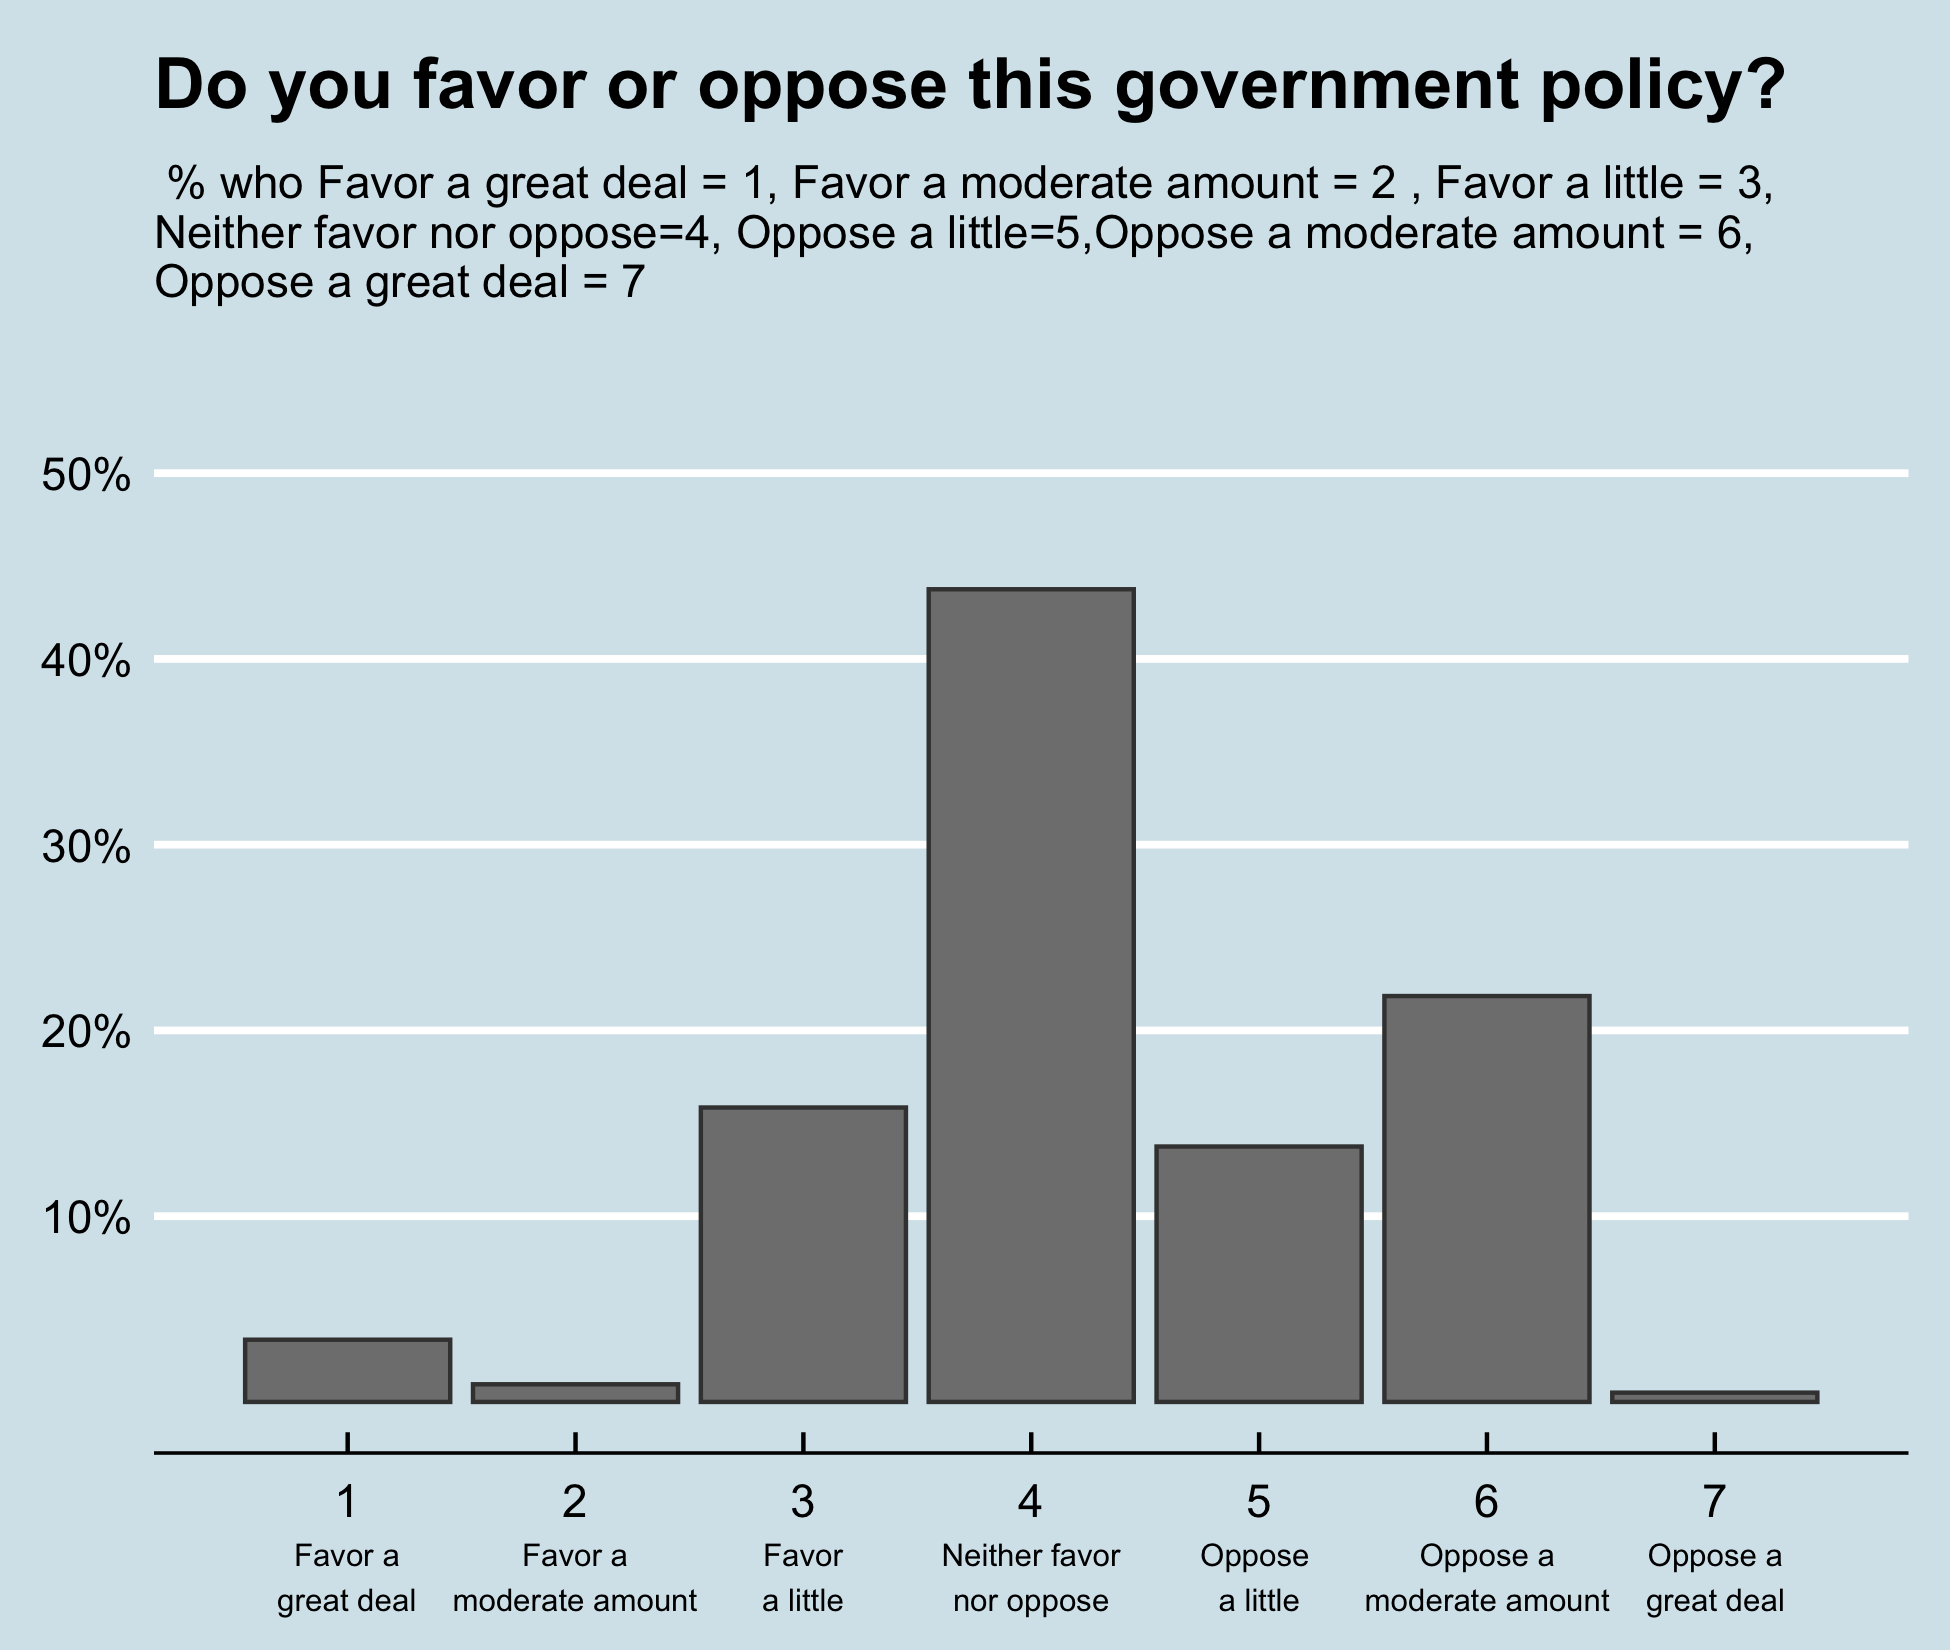 Do you favor or oppose this government policy?
% who Favor a great deal = 1, Favor a moderate amount = 2 , Favor a little = 3,
Neither favor nor oppose=4, Oppose a little=5,Oppose a moderate amount = 6,
Oppose a great deal = 7
50%
40%
30%
20%
10%
1 2 3 4 5 6 7
Favor a Favor a Favor Neither favor Oppose Oppose a Oppose a
great deal moderate amount a little nor oppose a little moderate amount great deal